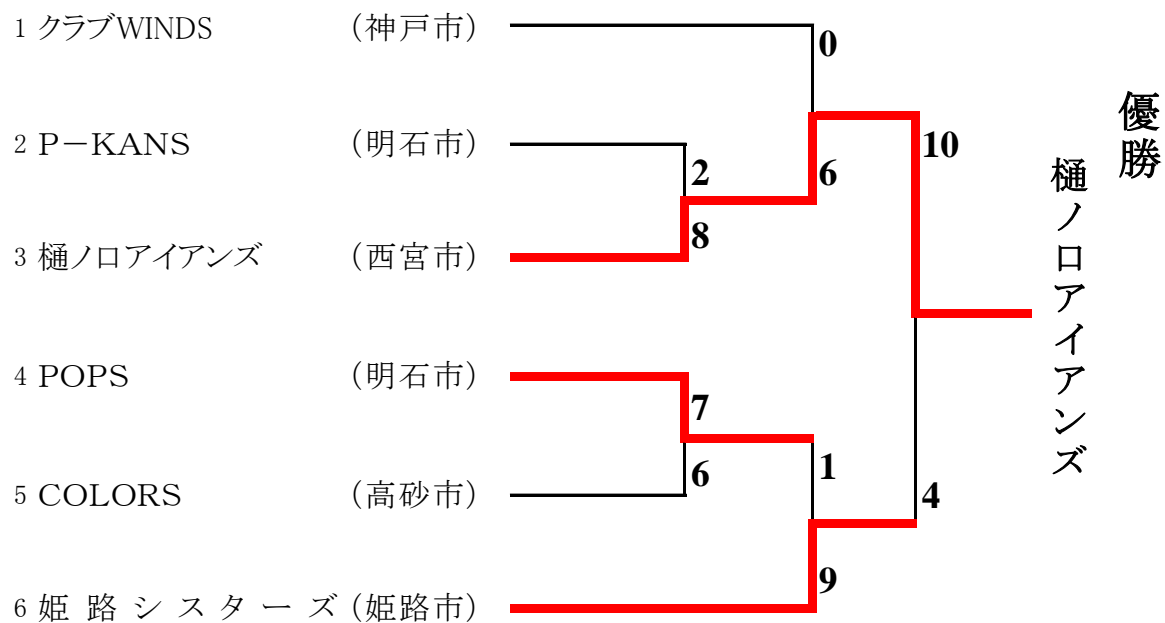 1 クラブWINDS (神戸市)
0
2 P－KANS (明石市)
2
10
6
優勝
3 樋ノ口アイアンズ (西宮市)
8
樋ノ口アイアンズ
4 POPS (明石市)
7
5 COLORS (高砂市)
6
1
4
6 姫路シスターズ (姫路市)
9